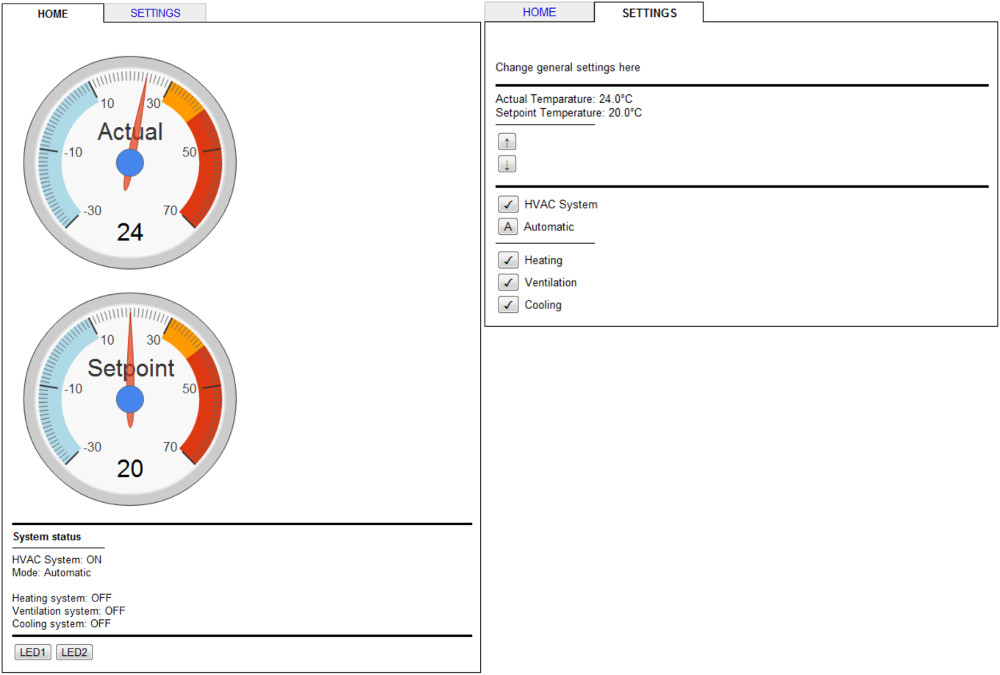 HOME SETTINGS
10 30
Actual
-10 50
-30 70
24
10 30
Setpoint
-10 50
-30 70
20
System status
HVAC System: ON
Mode: Automatic
Heating system: OFF
Ventilation system: OFF
Cooling system: OFF
LED1 LED2
HOME SETTINGS
Change general settings here
Actual Temparature: 24.0°C
Setpoint Temperature: 20.0°C
↑
↓
✓ HVAC System
A Automatic
✓ Heating
✓ Ventilation
✓ Cooling